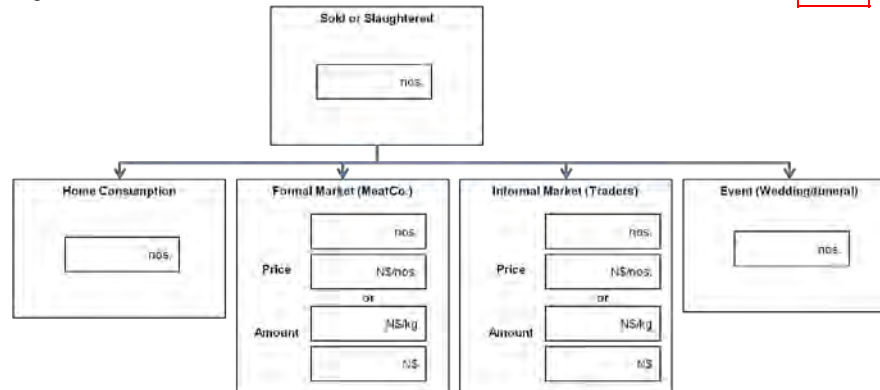 Sold or Slaughtered
nos.
Home Consumption
nos.
Formal Market (MeatCo.)
nos.
Price
N$/nos.
or
N$/kg
Amount
N$
Informal Market (Traders)
nos.
Price
N$/nos.
or
N$/kg
Amount
N$
Event (Wedding/funeral)
nos.